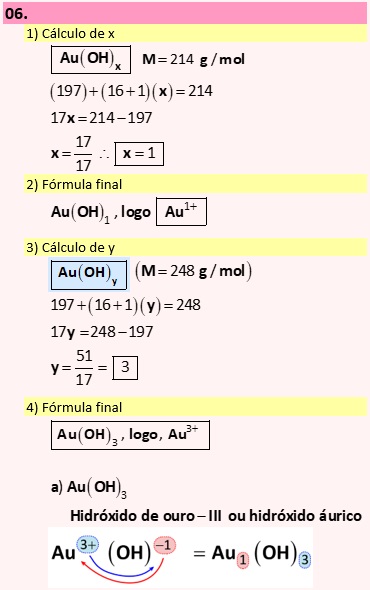 06.
1) Cálculo de x
Au(OH)ₓ M=214 g/mol
(197)+(16+1)(x)=214
17x=214−197
x=17/17 ∴ x=1
2) Fórmula final
Au(OH)₁, logo Au¹⁺
3) Cálculo de y
Au(OH)y (M=248 g/mol)
197+(16+1)(y)=248
17y=248−197
y=51/17=3
4) Fórmula final
Au(OH)₃, logo, Au³⁺
a) Au(OH)₃
Hidróxido de ouro−III ou hidróxido áurico
Au³⁺(OH)⁻¹ =Au₁(OH)₃